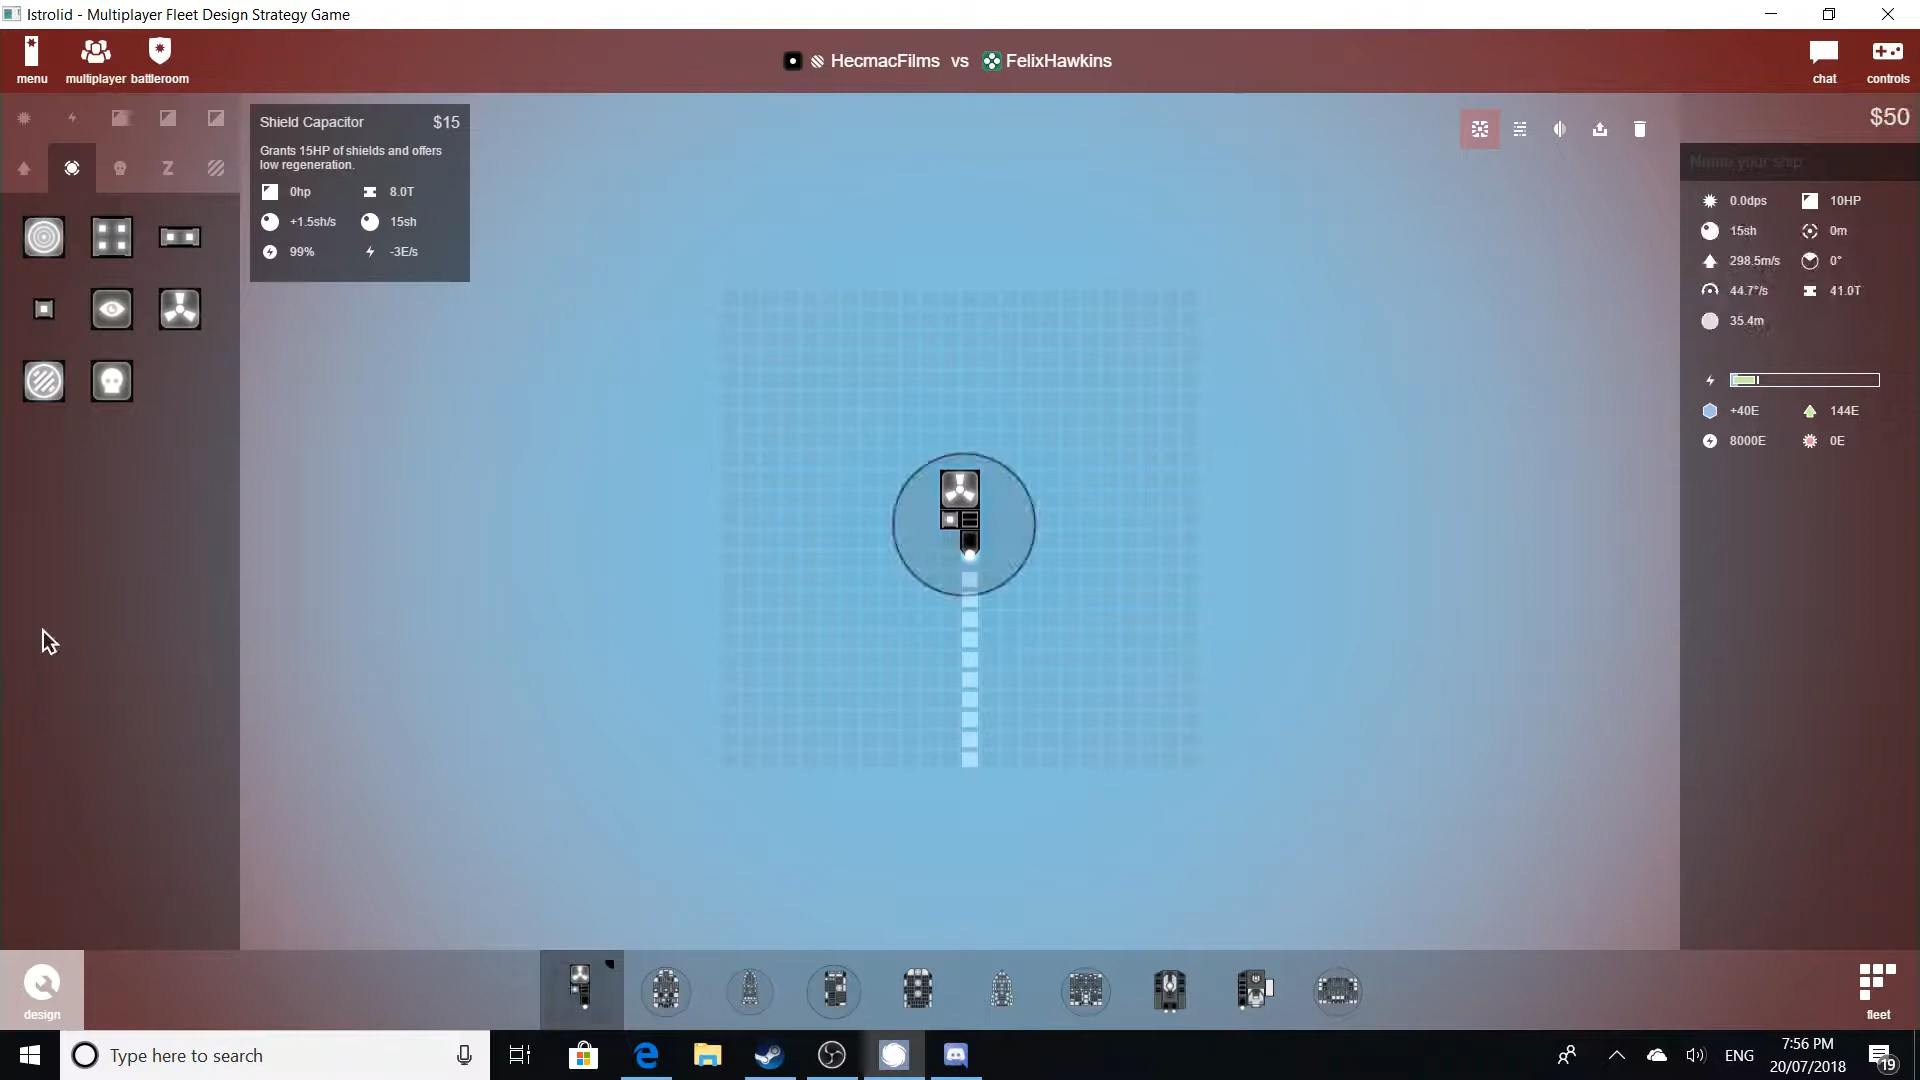 Istrolid - Multiplayer Fleet Design Strategy Game
menu
multiplayer
battleroom
HecmacFilms vs FelixHawkins
chat
controls
Shield Capacitor $15
Grants 15HP of shields and offers
low regeneration.
0hp 8.0T
+1.5sh/s 15sh
99% -3E/s
Z
$50
Name your ship
0.0dps 10HP
15sh 0m
298.5m/s 0°
44.7°/s 41.0T
35.4m
+40E 144E
8000E 0E
design
fleet
Type here to search
ENG
7:56 PM
20/07/2018
19